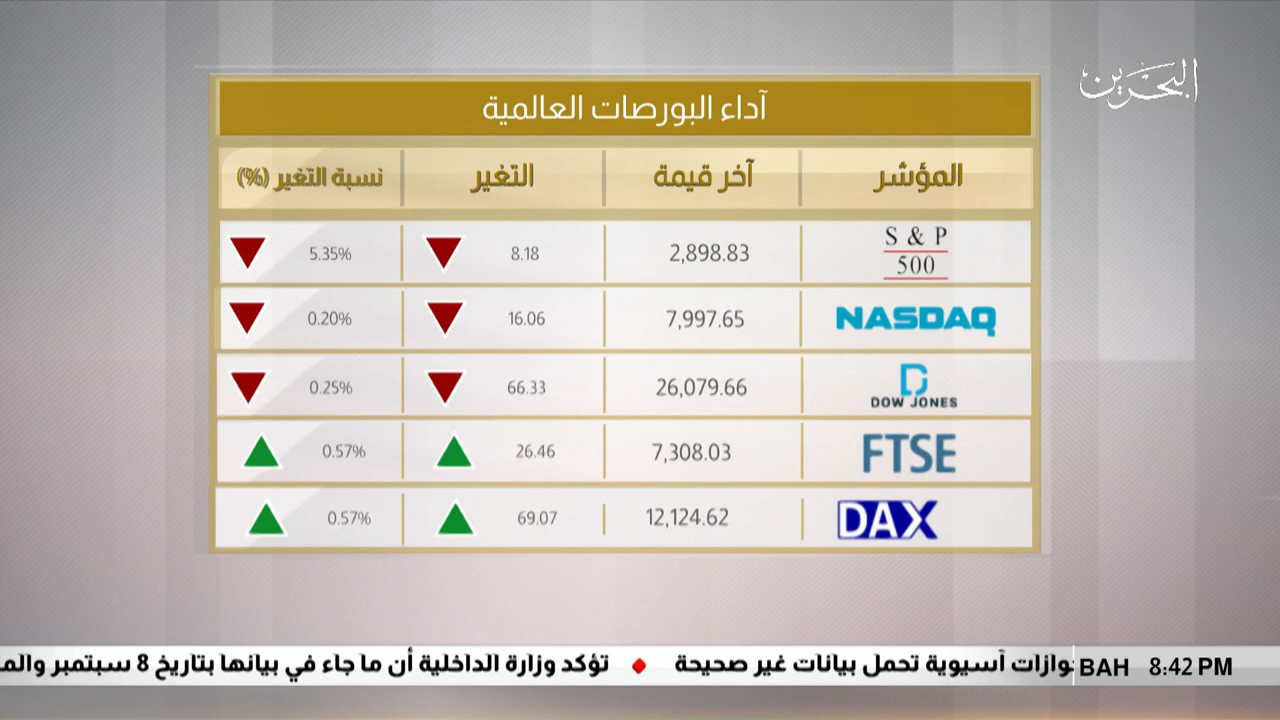 البحرين
آداء البورصات العالمية
المؤشر آخر قيمة التغير نسبة التغير (%)
S & P
500
2,898.83 8.18 5.35%
NASDAQ 7,997.65 16.06 0.20%
DOW JONES 26,079.66 66.33 0.25%
FTSE 7,308.03 26.46 0.57%
DAX 12,124.62 69.07 0.57%
BAH 8:42 PM
آسيوية تحمل بيانات غير صحيحة
تؤكد وزارة الداخلية أن ما جاء في بيانها بتاريخ 8 سبتمبر